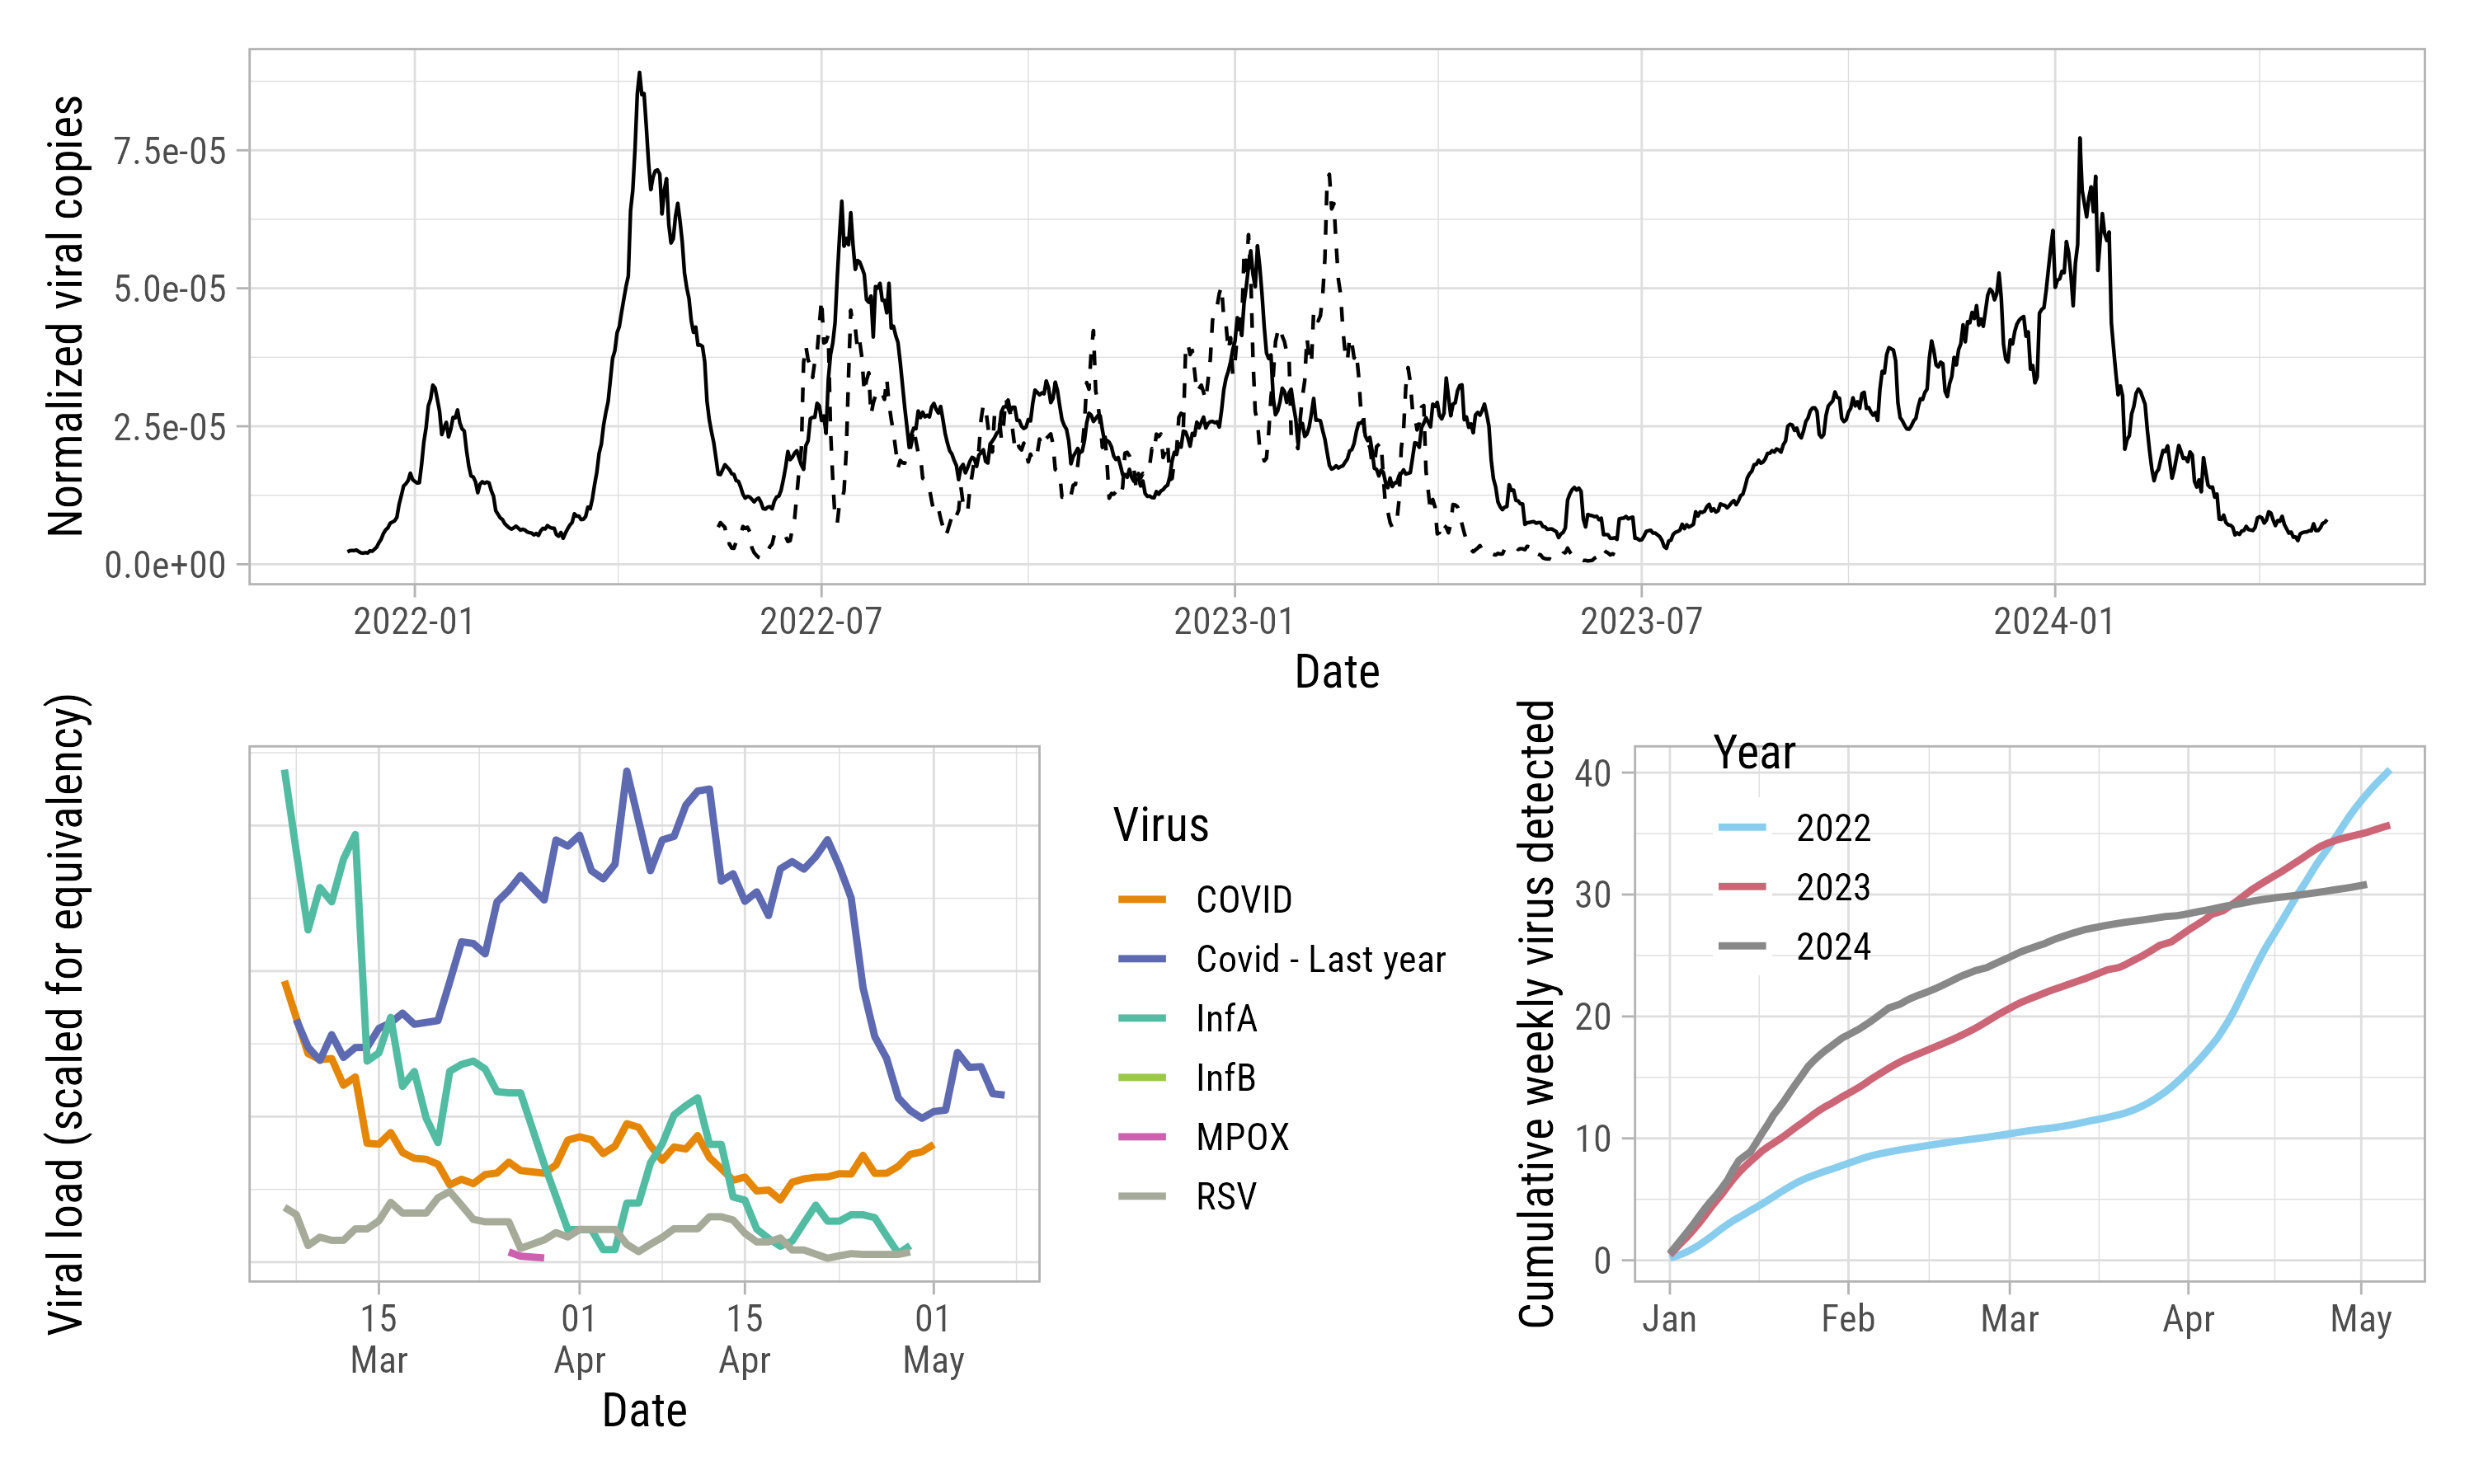 Normalized viral copies
7.5e-05
5.0e-05
2.5e-05
0.0e+00
2022-01
2022-07
2023-01
2023-07
2024-01
Date
Viral load (scaled for equivalency)
15
Mar
01
Apr
15
Apr
01
May
Date
Virus
COVID
Covid - Last year
InfA
InfB
MPOX
RSV
Cumulative weekly virus detected
40
30
20
10
0
Year
2022
2023
2024
Jan
Feb
Mar
Apr
May